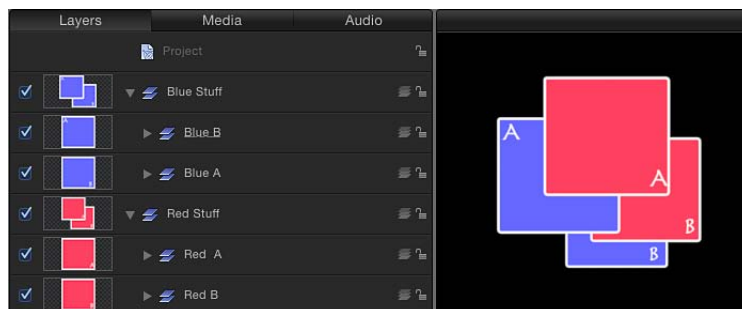 Layers Media Audio
Project
Blue Stuff
Blue B
Blue A
Red Stuff
Red A
Red B
A
A
B
B